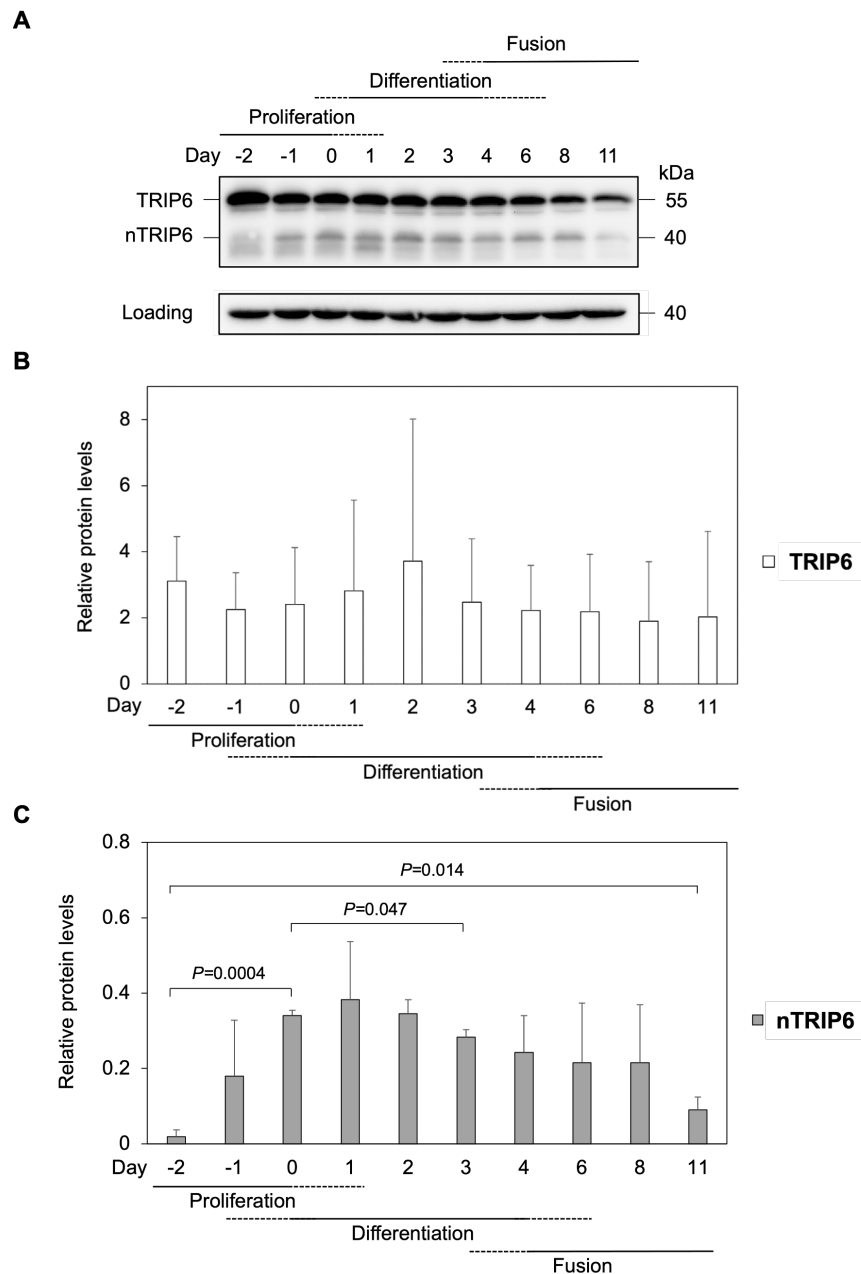 A
Fusion
Differentiation
Proliferation
Day -2 -1 0 1 2 3 4 6 8 11
kDa
TRIP6 55
nTRIP6 40
Loading 40
B
8
6
4
2
0
Relative protein levels
TRIP6
Day -2 -1 0 1 2 3 4 6 8 11
Proliferation
Differentiation
Fusion
C
0.8
0.6
0.4
0.2
0
Relative protein levels
P=0.014
P=0.047
P=0.0004
nTRIP6
Day -2 -1 0 1 2 3 4 6 8 11
Proliferation
Differentiation
Fusion